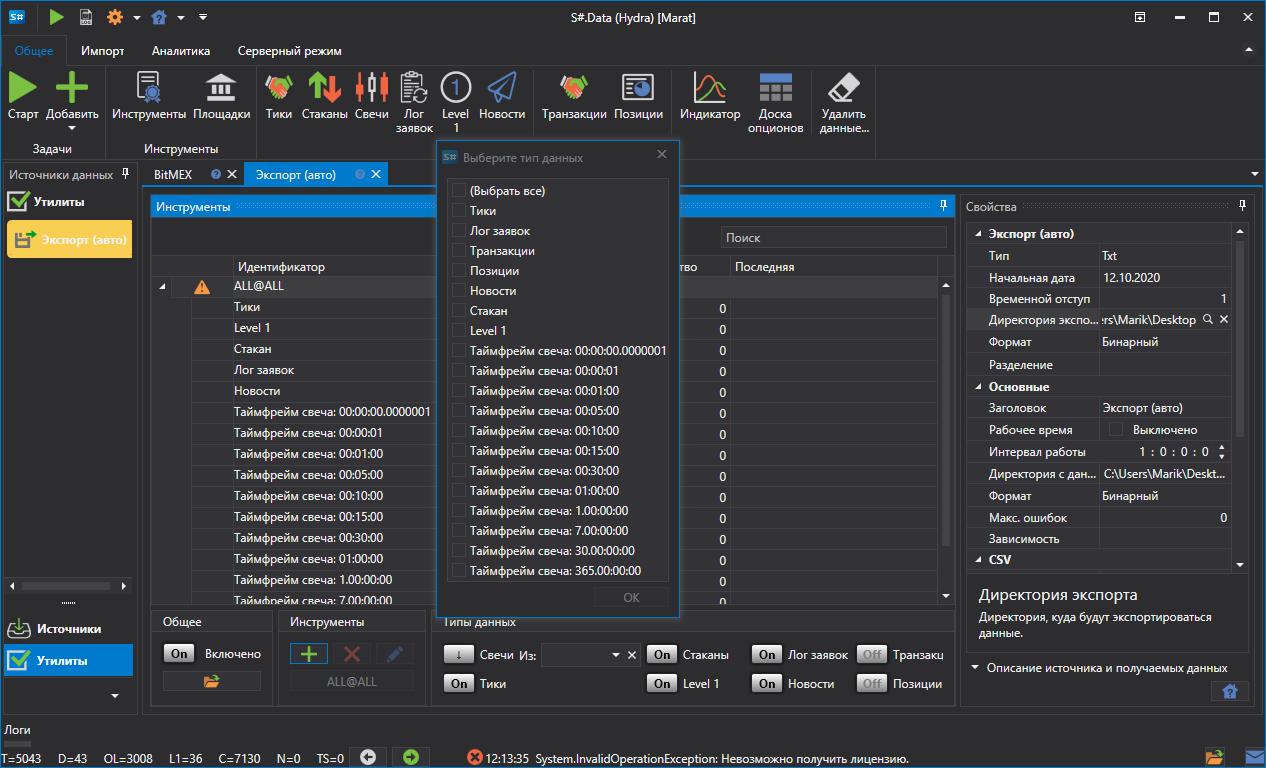 S#
LOG
S#.Data (Hydra) [Marat]
Общее Импорт Аналитика Серверный режим
Старт Добавить Инструменты Площадки Тики Стаканы Свечи Лог заявок Level 1 Новости Транзакции Позиции Индикатор Доска опционов Удалить данные...
Задачи Инструменты
Источники данных
Утилиты
Экспорт (авто)
Источники
Утилиты
BitMEX Экспорт (авто)
Инструменты
Поиск
Идентификатор тво Последняя
ALL@ALL
Тики 0
Level 1 0
Стакан 0
Лог заявок 0
Новости 0
Таймфрейм свеча: 00:00:00.0000001 0
Таймфрейм свеча: 00:00:01 0
Таймфрейм свеча: 00:01:00 0
Таймфрейм свеча: 00:05:00 0
Таймфрейм свеча: 00:10:00 0
Таймфрейм свеча: 00:15:00 0
Таймфрейм свеча: 00:30:00 0
Таймфрейм свеча: 01:00:00 0
Таймфрейм свеча: 1.00:00:00 0
Таймфрейм свеча: 7.00:00:00 0
S# Выберите тип данных
(Выбрать все)
Тики
Лог заявок
Транзакции
Позиции
Новости
Стакан
Level 1
Таймфрейм свеча: 00:00:00.0000001
Таймфрейм свеча: 00:00:01
Таймфрейм свеча: 00:01:00
Таймфрейм свеча: 00:05:00
Таймфрейм свеча: 00:10:00
Таймфрейм свеча: 00:15:00
Таймфрейм свеча: 00:30:00
Таймфрейм свеча: 01:00:00
Таймфрейм свеча: 1.00:00:00
Таймфрейм свеча: 7.00:00:00
Таймфрейм свеча: 30.00:00:00
Таймфрейм свеча: 365.00:00:00
OK
Общее
On Включено
Инструменты
ALL@ALL
Типы данных
↓ Свечи Из: On Стаканы On Лог заявок Off Транзакц
On Тики On Level 1 On Новости Off Позиции
Свойства
Экспорт (авто)
Тип Txt
Начальная дата 12.10.2020
Временной отступ 1
Директория экспо... ers\Marik\Desktop
Формат Бинарный
Разделение
Основные
Заголовок Экспорт (авто)
Рабочее время Выключено
Интервал работы 1 : 0 : 0 : 0
Директория с дан... C:\Users\Marik\Deskt...
Формат Бинарный
Макс. ошибок 0
Зависимость
CSV
Директория экспорта
Директория, куда будут экспортироваться
данные.
Описание источника и получаемых данных
Логи
T=5043 D=43 OL=3008 L1=36 C=7130 N=0 TS=0 12:13:35 System.InvalidOperationException: Невозможно получить лицензию.